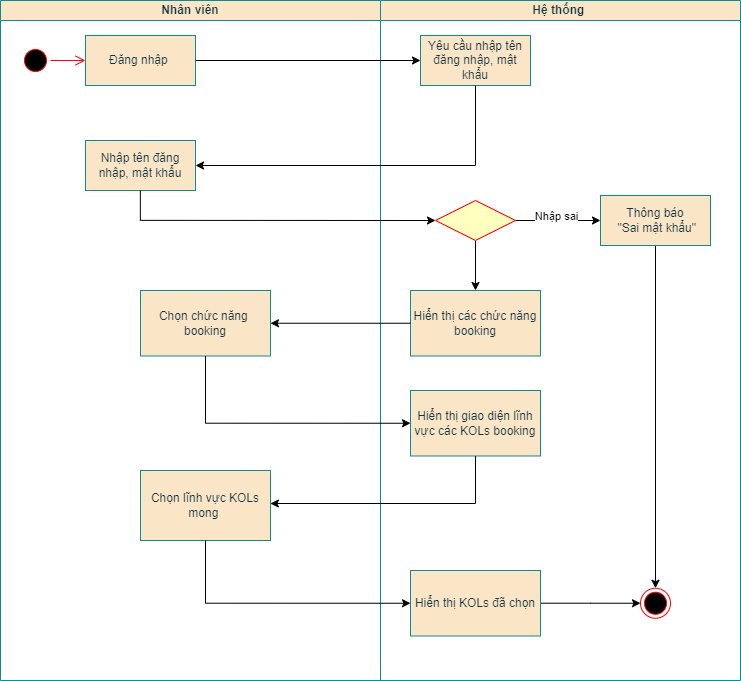 Nhân viên
Hệ thống
Đăng nhập
Yêu cầu nhập tên
đăng nhập, mật
khẩu
Nhập tên đăng
nhập, mật khẩu
Nhập sai
Thông báo
"Sai mật khẩu"
Chọn chức năng
booking
Hiển thị các chức năng
booking
Hiển thị giao diện lĩnh
vực các KOLs booking
Chọn lĩnh vực KOLs
mong
Hiển thị KOLs đã chọn